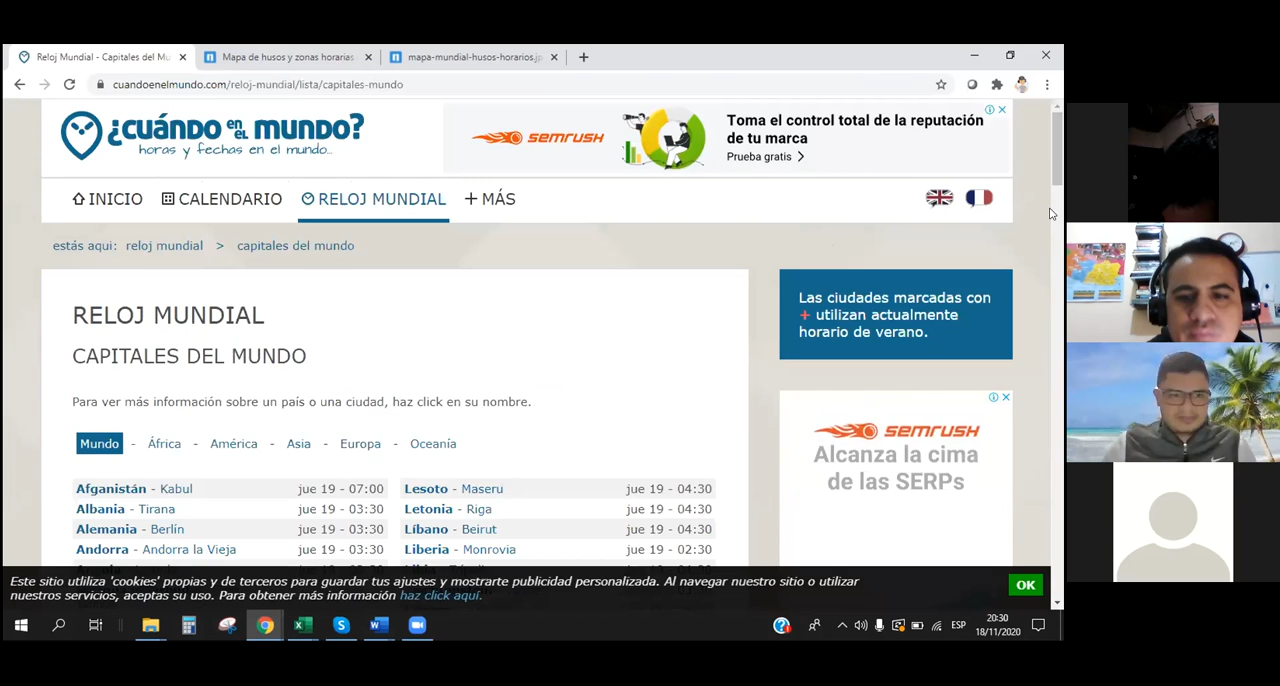 Reloj Mundial - Capitales del Mu
Mapa de husos y zonas horarias
mapa-mundial-husos-horarios.jp
cuandoenelmundo.com/reloj-mundial/lista/capitales-mundo
¿CUÁNDO EN EL MUNDO?
horas y fechas en el mundo...
SEMRUSH
Toma el control total de la reputación
de tu marca
Prueba gratis
INICIO
CALENDARIO
RELOJ MUNDIAL
+ MÁS
estás aqui: reloj mundial > capitales del mundo
RELOJ MUNDIAL
CAPITALES DEL MUNDO
Para ver más información sobre un país o una ciudad, haz click en su nombre.
Mundo - África - América - Asia - Europa - Oceanía
Afganistán - Kabul jue 19 - 07:00
Albania - Tirana jue 19 - 03:30
Alemania - Berlín jue 19 - 03:30
Andorra - Andorra la Vieja jue 19 - 03:30
Lesoto - Maseru jue 19 - 04:30
Letonia - Riga jue 19 - 04:30
Líbano - Beirut jue 19 - 04:30
Liberia - Monrovia jue 19 - 02:30
Las ciudades marcadas con
+ utilizan actualmente
horario de verano.
SEMRUSH
Alcanza la cima
de las SERPs
Este sitio utliliza 'cookies' propias y de terceros para guardar tus ajustes y mostrarte publicidad personalizada. Al navegar nuestro sitio o utilizar
nuestros servicios, aceptas su uso. Para obtener más información haz click aquí.
OK
ESP
20:30
18/11/2020